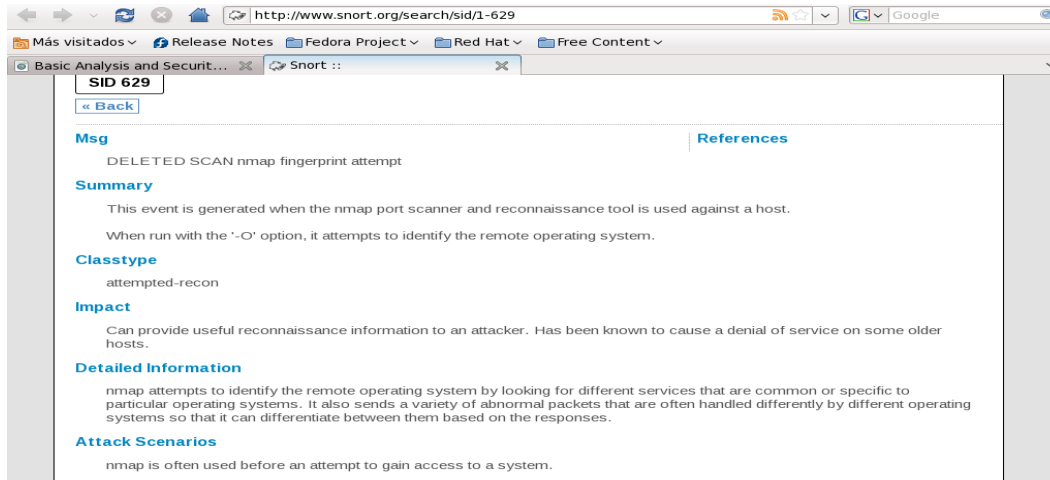 http://www.snort.org/search/sid/1-629
Google
Más visitados
Release Notes
Fedora Project
Red Hat
Free Content
Basic Analysis and Securit...
Snort ::
SID 629
« Back
Msg
References
DELETED SCAN nmap fingerprint attempt
Summary
This event is generated when the nmap port scanner and reconnaissance tool is used against a host.
When run with the '-O' option, it attempts to identify the remote operating system.
Classtype
attempted-recon
Impact
Can provide useful reconnaissance information to an attacker. Has been known to cause a denial of service on some older
hosts.
Detailed Information
nmap attempts to identify the remote operating system by looking for different services that are common or specific to
particular operating systems. It also sends a variety of abnormal packets that are often handled differently by different operating
systems so that it can differentiate between them based on the responses.
Attack Scenarios
nmap is often used before an attempt to gain access to a system.